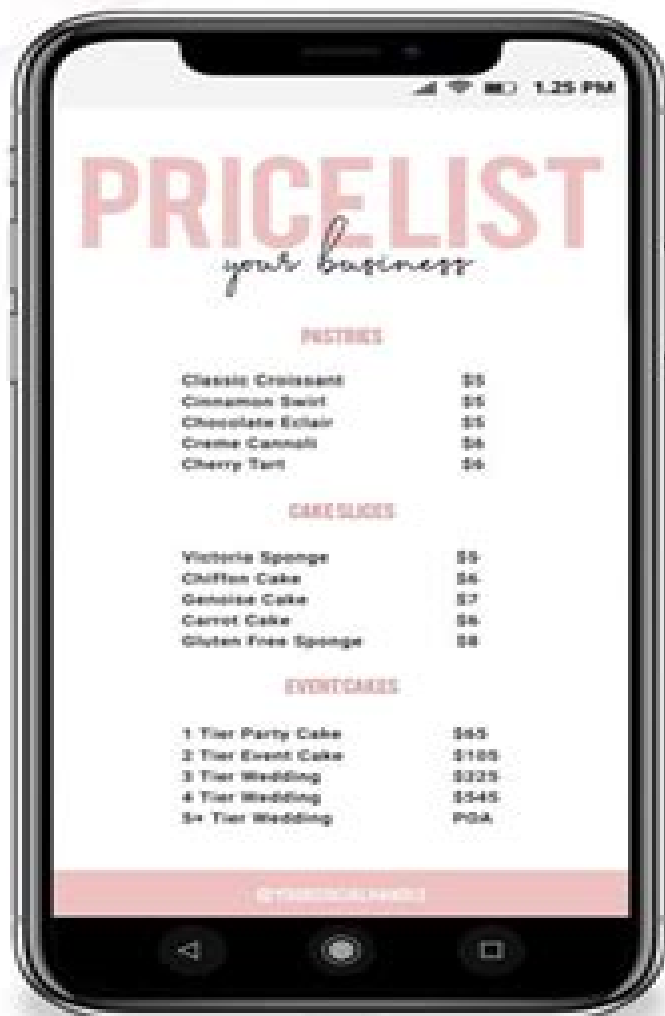 1.25 PM
PRICELIST
your business
PASTRIES
Classic Croissant $5
Cinnamon Swirl $5
Chocolate Eclair $5
Creme Cannoli $6
Cherry Tart $6
CAKE SLICES
Victoria Sponge
Chiffon Cake $6
Genoise Cake $7
Carrot Cake $6
Gluten Free Sponge $8
EVENT CAKES
1 Tier Party Cake $65
2 Tier Event Cake $105
3 Tier Wedding
4 Tier Wedding $545
5+ Tier Wedding POA
@YOURSOCIALHANDLE